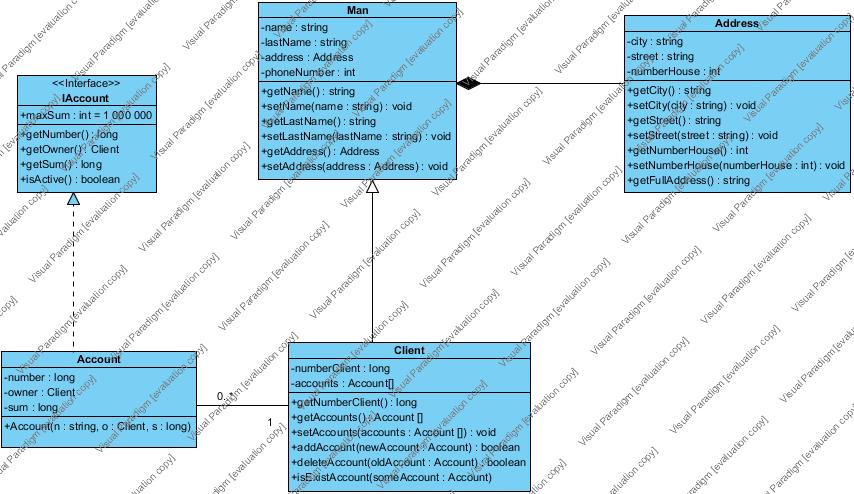 Man
-name : string
-lastName : string
-address : Address
-phoneNumber : int
+getName() : string
+setName(name : string) : void
+getLastName() : string
+setLastName(lastName : string) : void
+getAddress() : Address
+setAddress(address : Address) : void
Address
-city : string
-street : string
-numberHouse : int
+getCity() : string
+setCity(city : string) : void
+getStreet() : string
+setStreet(street : string) : void
+getNumberHouse() : int
+setNumberHouse(numberHouse : int) : void
+getFullAddress() : string
<<Interface>>
IAccount
+maxSum : int = 1 000 000
+getNumber() : long
+getOwner() : Client
+getSum() : long
+isActive() : boolean
Account
-number : long
-owner : Client
-sum : long
+Account(n : string, o : Client, s : long)
0..*
1
Client
-numberClient : long
-accounts : Account[]
+getNumberClient() : long
+getAccounts() : Account []
+setAccounts(accounts : Account []) : void
+addAccount(newAccount : Account) : boolean
+deleteAccount(oldAccount : Account) : boolean
+isExistAccount(someAccount : Account)
Visual Paradigm [evaluation copy]